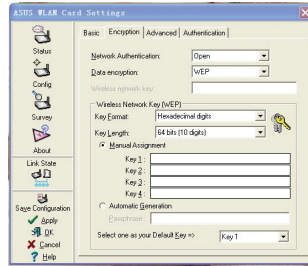 ASUS WLAN Card Settings
Status
Config
Survey
About
Link State
Save Configuration
Apply
OK
Cancel
Help
Basic Encryption Advanced Authentication
Network Authentication: Open
Data encryption: WEP
Wireless network key:
Wireless Network Key (WEP)
Key Format: Hexadecimal digits
Key Length: 64 bits (10 digits)
Manual Assignment
Key 1 :
Key 2 :
Key 3 :
Key 4 :
Automatic Generation
Passphrase :
Select one as your Default Key => Key 1